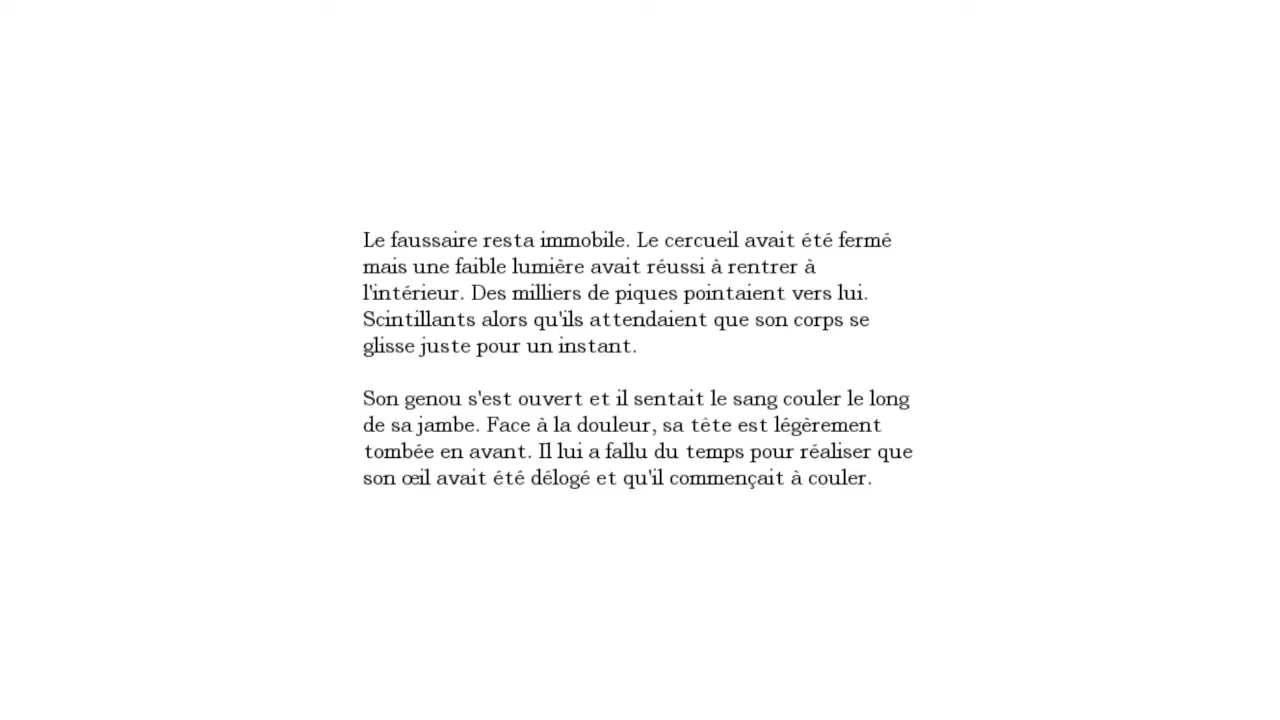 Le faussaire resta immobile. Le cercueil avait été fermé
mais une faible lumière avait réussi à rentrer à
l'intérieur. Des milliers de piques pointaient vers lui.
Scintillants alors qu'ils attendaient que son corps se
glisse juste pour un instant.
Son genou s'est ouvert et il sentait le sang couler le long
de sa jambe. Face à la douleur, sa tête est légèrement
tombée en avant. Il lui a fallu du temps pour réaliser que
son œil avait été délogé et qu'il commençait à couler.